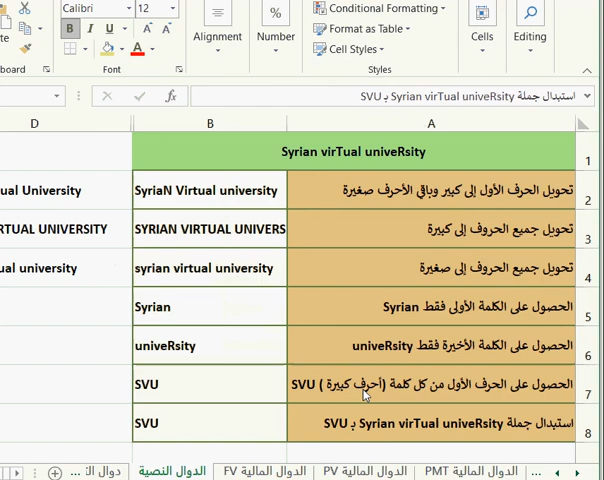 Calibri 12
Conditional Formatting
B I U A
Alignment
Number
Format as Table
Cell Styles
Cells
Editing
board
Font
Styles
fx
استبدال جملة Syrian virTual univeRsity بـ SVU
D B A
Syrian virTual univeRsity 1
ual University SyriaN Virtual university تحويل الحرف الأول إلى كبير وباقي الأحرف صغيرة 2
RTUAL UNIVERSITY SYRIAN VIRTUAL UNIVERS تحويل جميع الحروف إلى كبيرة 3
ual university syrian virtual university تحويل جميع الحروف إلى صغيرة 4
Syrian الحصول على الكلمة الأولى فقط Syrian 5
univeRsity الحصول على الكلمة الأخيرة فقط univeRsity 6
SVU الحصول على الحرف الأول من كل كلمة (أحرف كبيرة ) SVU 7
SVU استبدال جملة Syrian virTual univeRsity بـ SVU 8
... دوال الـ الدوال النصية الدوال المالية FV الدوال المالية PV الدوال المالية PMT ...